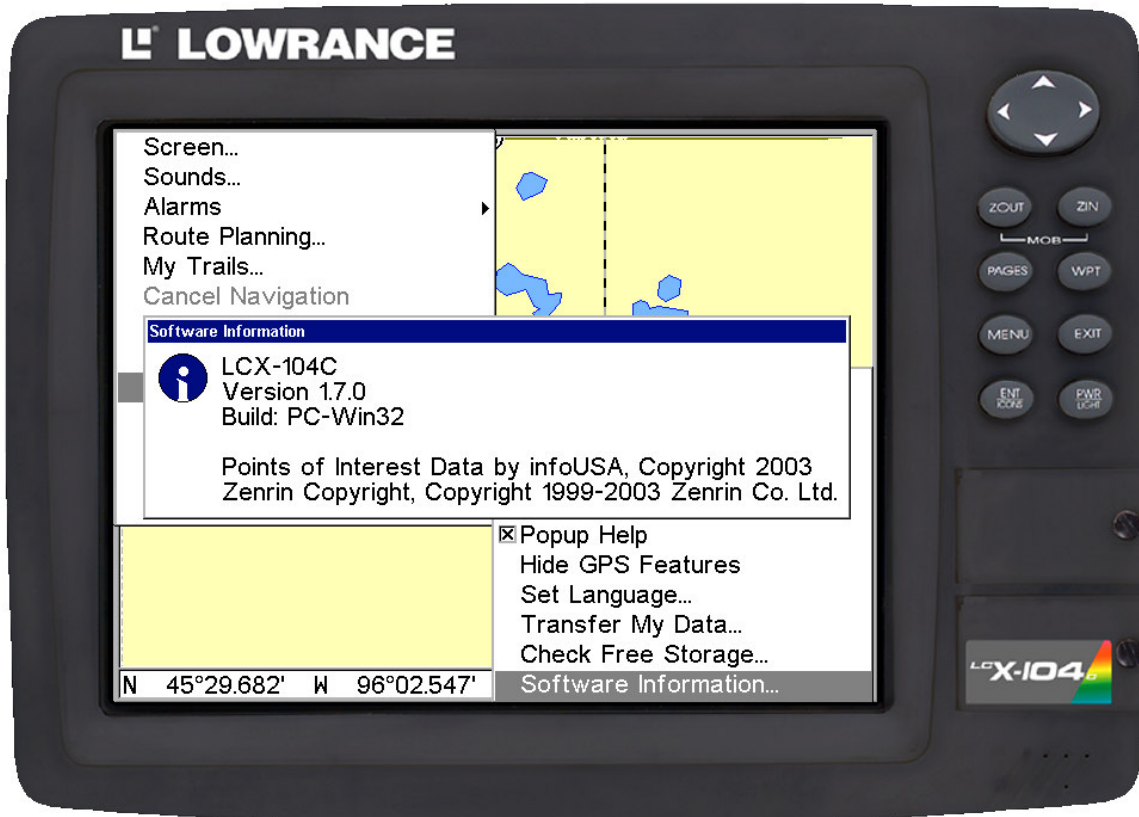 LOWRANCE
Screen...
Sounds...
Alarms
Route Planning...
My Trails...
Cancel Navigation
Software Information
LCX-104C
Version 1.7.0
Build: PC-Win32
Points of Interest Data by infoUSA, Copyright 2003
Zenrin Copyright, Copyright 1999-2003 Zenrin Co. Ltd.
Popup Help
Hide GPS Features
Set Language...
Transfer My Data...
Check Free Storage...
Software Information...
N 45°29.682' W 96°02.547'
ZOUT ZIN
MOB
PAGES WPT
MENU EXIT
ENT PWR
ICONS LIGHT
LCX-104C